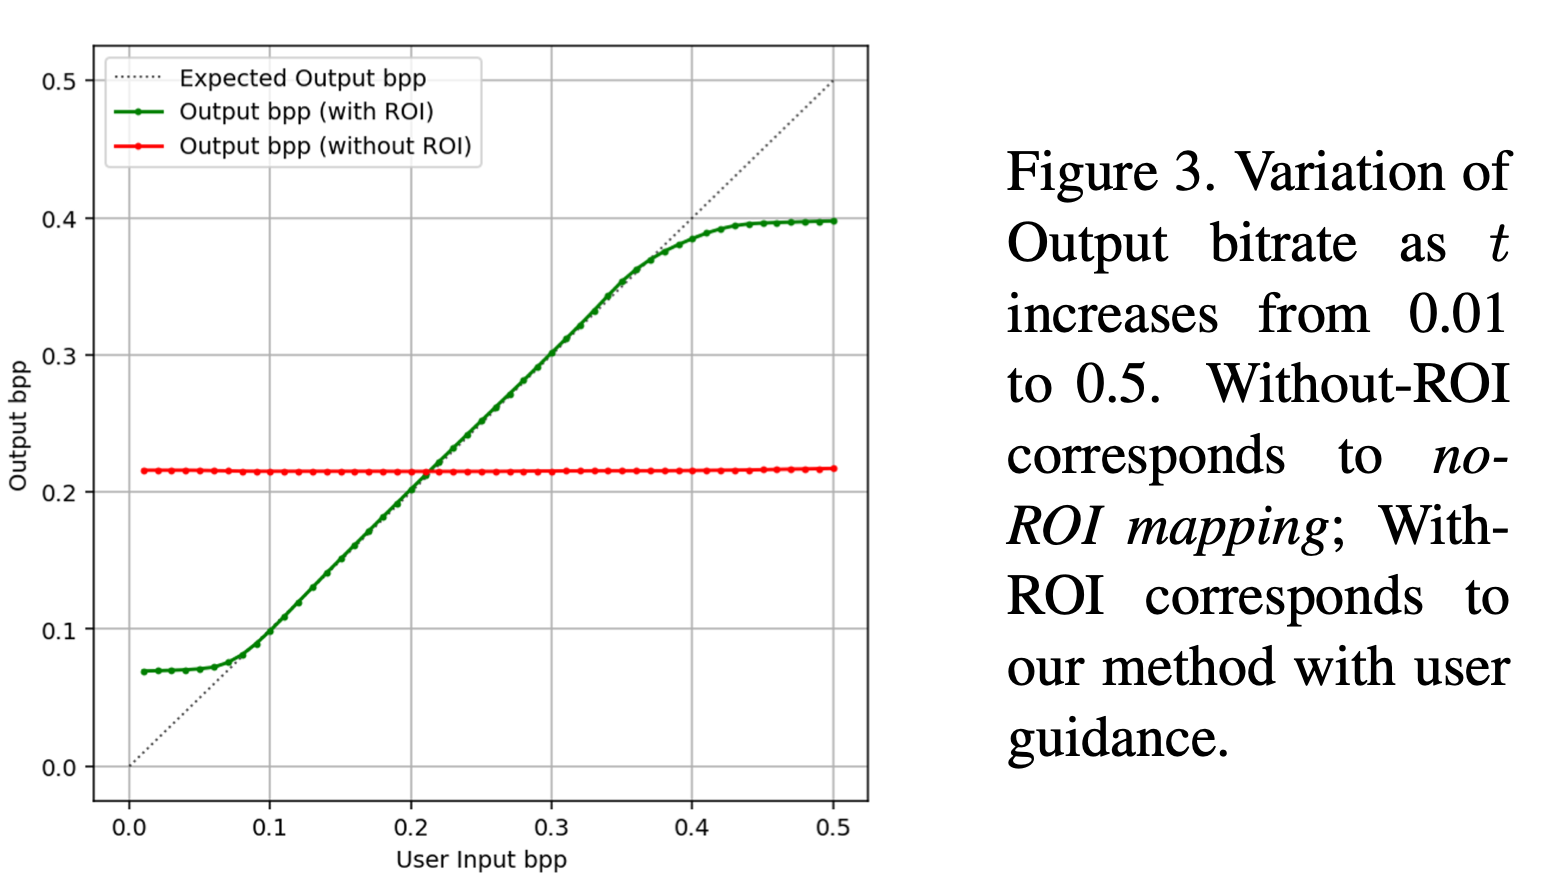 0.5
0.4
0.3
0.2
0.1
0.0
Output bpp
Expected Output bpp
Output bpp (with ROI)
Output bpp (without ROI)
0.0 0.1 0.2 0.3 0.4 0.5
User Input bpp
Figure 3. Variation of
Output bitrate as t
increases from 0.01
to 0.5. Without-ROI
corresponds to no-
ROI mapping; With-
ROI corresponds to
our method with user
guidance.